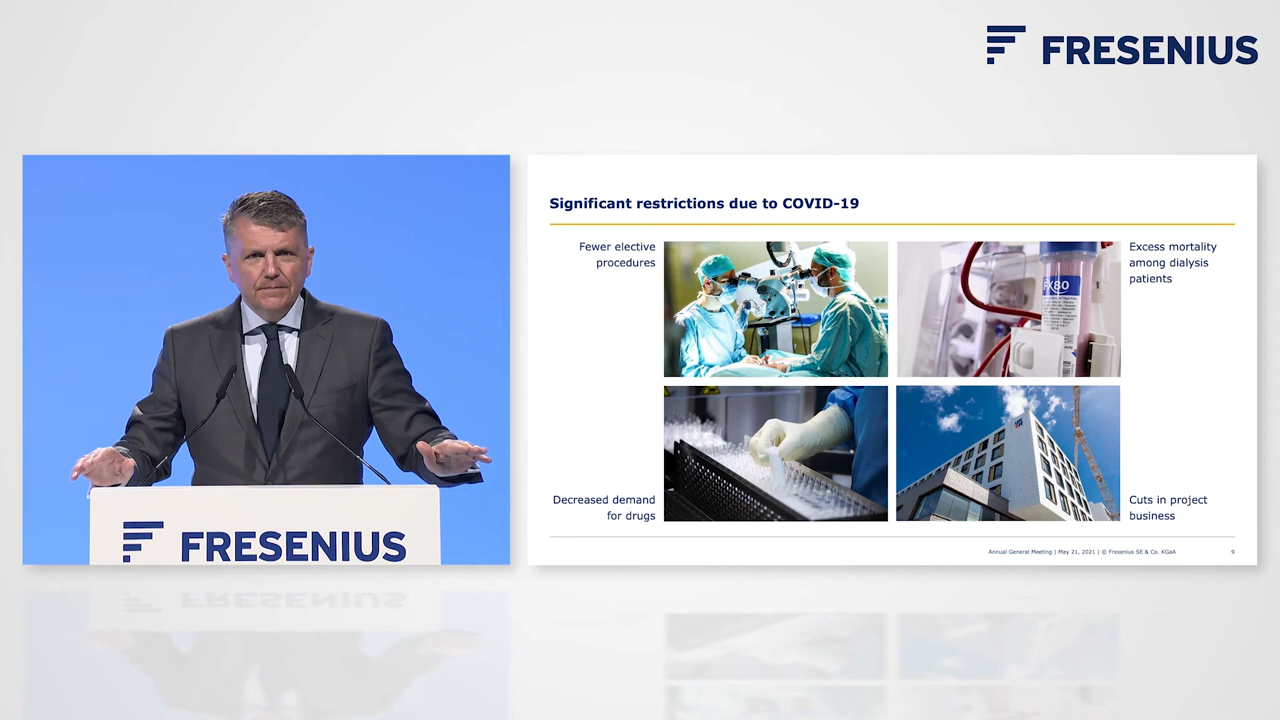 FRESENIUS
Significant restrictions due to COVID-19
Fewer elective
procedures
Excess mortality
among dialysis
patients
FX80
Decreased demand
for drugs
Cuts in project
business
Annual General Meeting | May 21, 2021 | © Fresenius SE & Co. KGaA
9
FRESENIUS